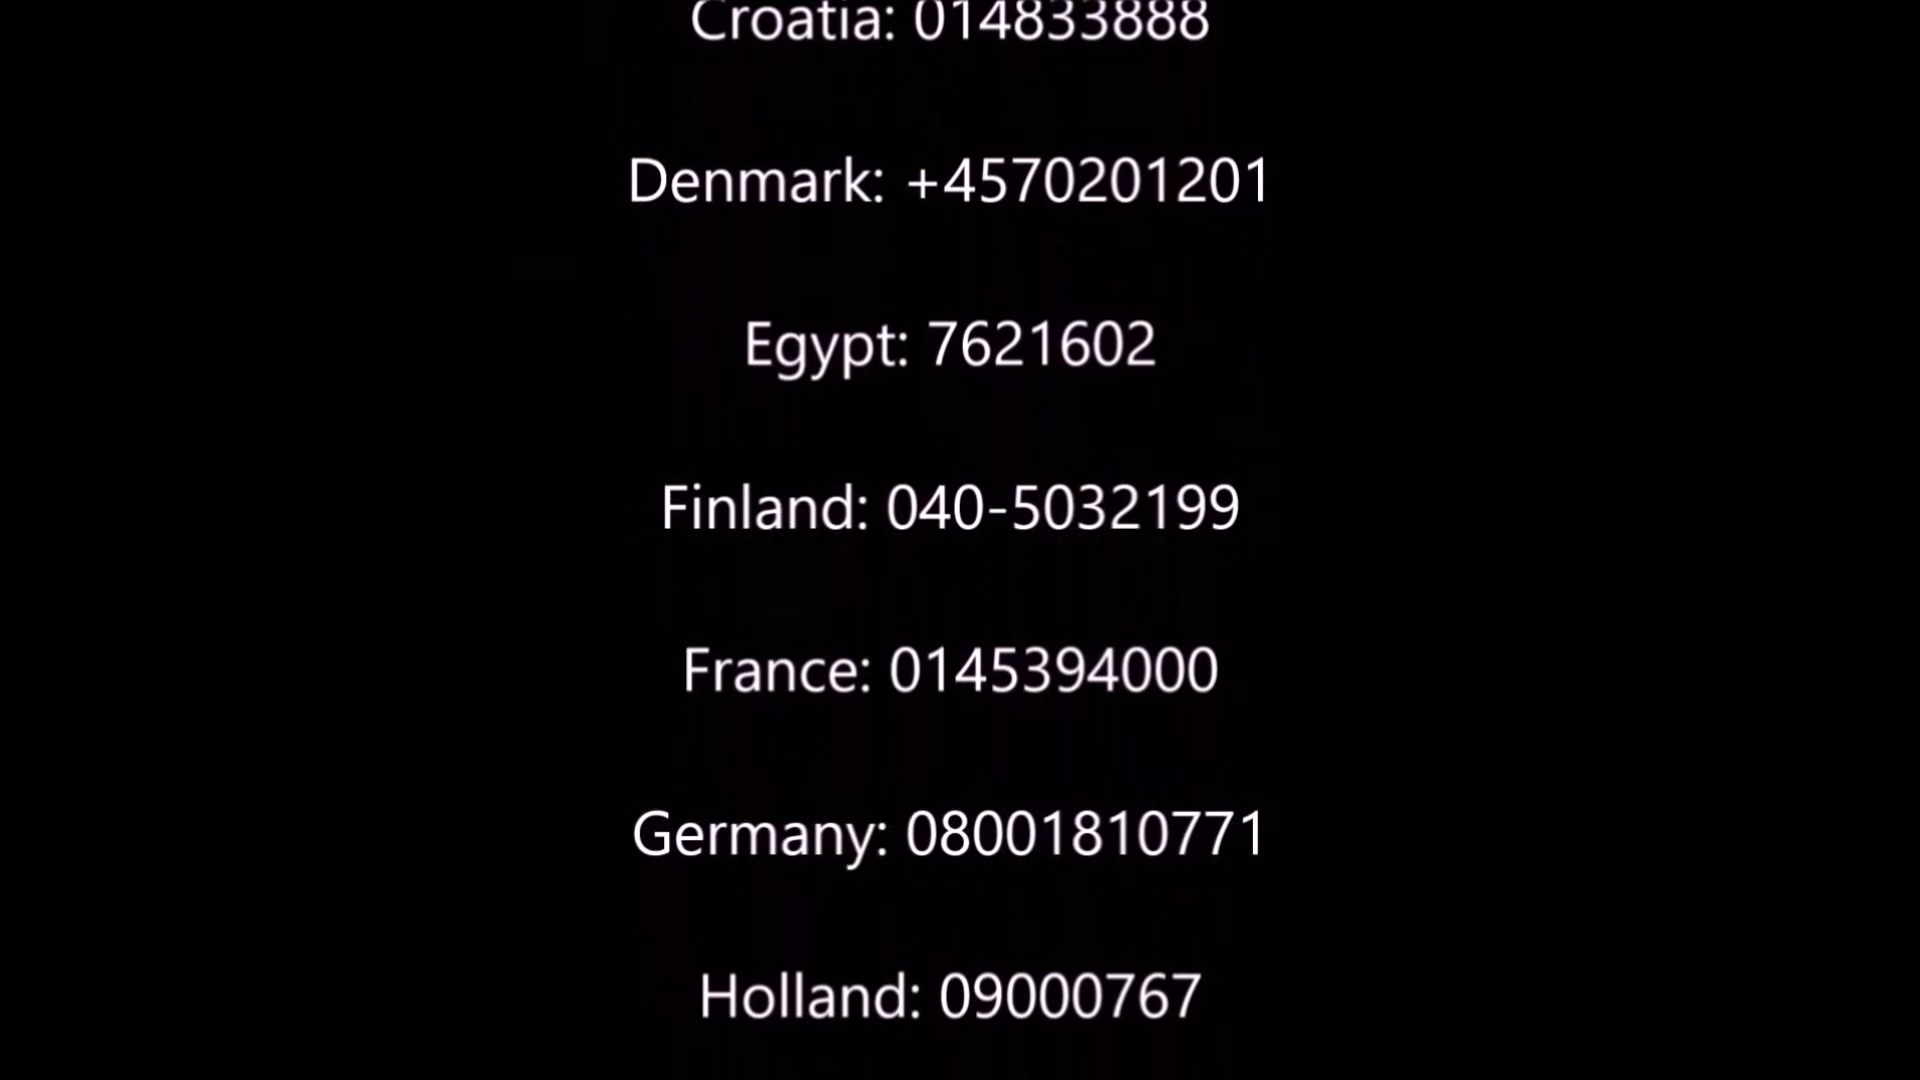 Croatia: 014833888
Denmark: +4570201201
Egypt: 7621602
Finland: 040-5032199
France: 0145394000
Germany: 08001810771
Holland: 09000767